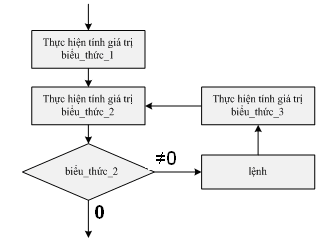 Thực hiện tính giá trị
biểu_thức_1
Thực hiện tính giá trị
biểu_thức_2
Thực hiện tính giá trị
biểu_thức_3
biểu_thức_2
≠0
lệnh
0